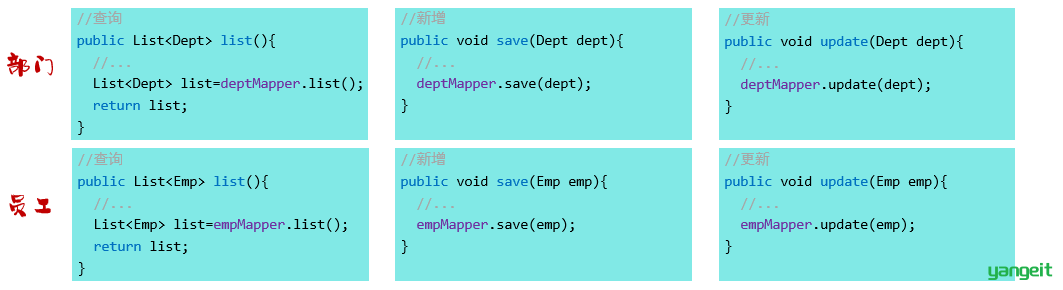 部门
//查询
public List<Dept> list(){
//...
List<Dept> list=deptMapper.list();
return list;
}
//新增
public void save(Dept dept){
//...
deptMapper.save(dept);
}
//更新
public void update(Dept dept){
//...
deptMapper.update(dept);
}
员工
//查询
public List<Emp> list(){
//...
List<Emp> list=empMapper.list();
return list;
}
//新增
public void save(Emp emp){
//...
empMapper.save(emp);
}
//更新
public void update(Emp emp){
//...
empMapper.update(emp);
}
yangeit